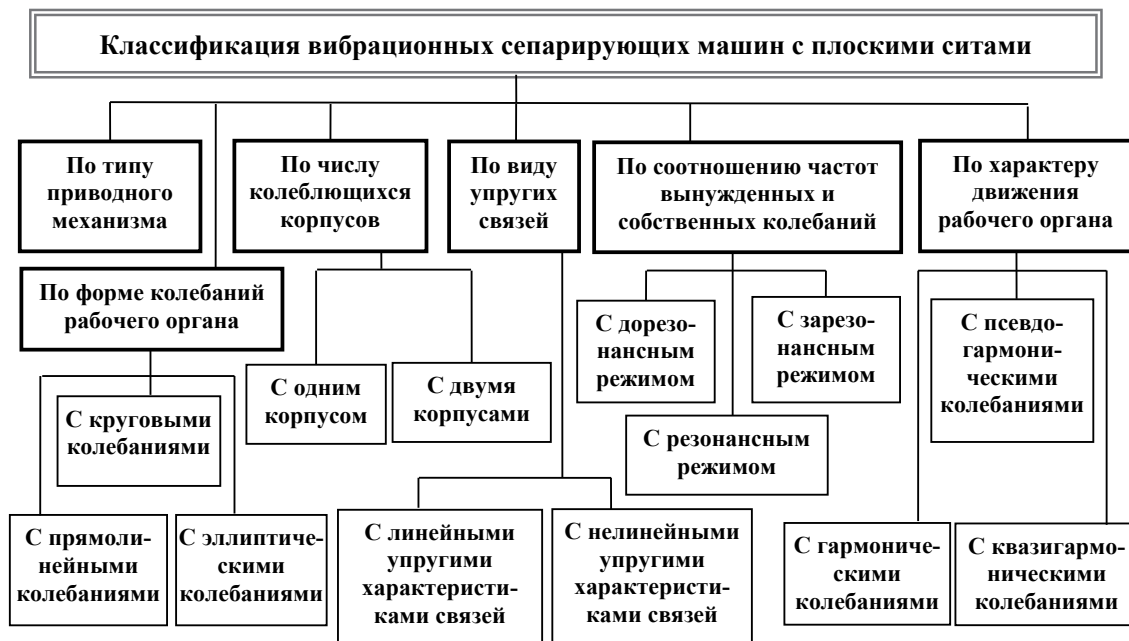 Классификация вибрационных сепарирующих машин с плоскими ситами
По типу
приводного
механизма
По числу
колеблющихся
корпусов
По виду
упругих
связей
По соотношению частот
вынужденных и
собственных колебаний
По характеру
движения
рабочего органа
По форме колебаний
рабочего органа
С дорезо-
нансным
режимом
С зарезо-
нансным
режимом
С псевдо-
гармони-
ческими
колебаниями
С одним
корпусом
С двумя
корпусами
С круговыми
колебаниями
С резонансным
режимом
С прямоли-
нейными
колебаниями
С эллиптиче-
скими
колебаниями
С линейными
упругими
характеристи-
ками связей
С нелинейными
упругими
характеристи-
ками связей
С гармониче-
скими
колебаниями
С квазигармо-
ническими
колебаниями